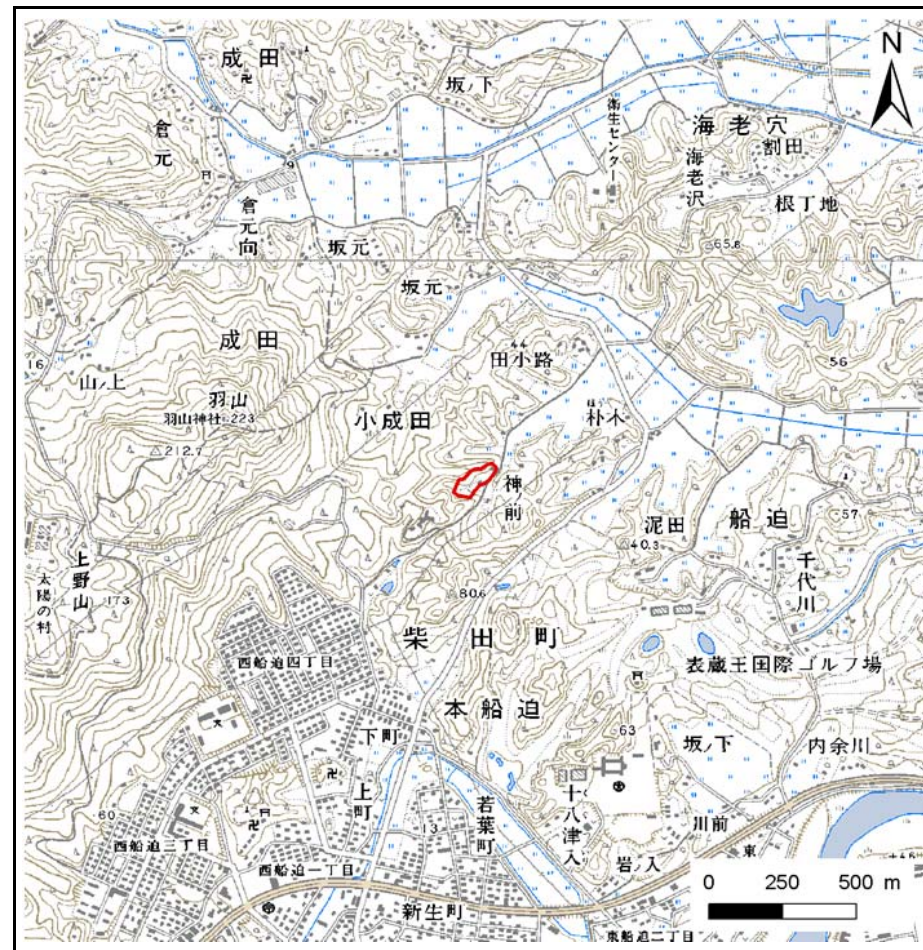 成田
坂ノ下
N
倉元
衛生センター
海老穴
割田
海老沢
9
倉元向
根丁地
坂元
65.8
坂元
成田
56
16
山ノ上
田小路
羽山
羽山神社 223
朴木
ほう
小成田
212.7
神前
泥田
船迫
57
40.3
上野山
太陽の村
173
千代川
80.6
柴田町
西船迫四丁目
表蔵王国際ゴルフ場
本船迫
63
坂ノ下
内余川
下町
上町
若葉町
十八津入
60
13
川前
東
西船迫三丁目
西船迫一丁目
岩ノ入
新生町
東船迫二丁目
0 250 500 m